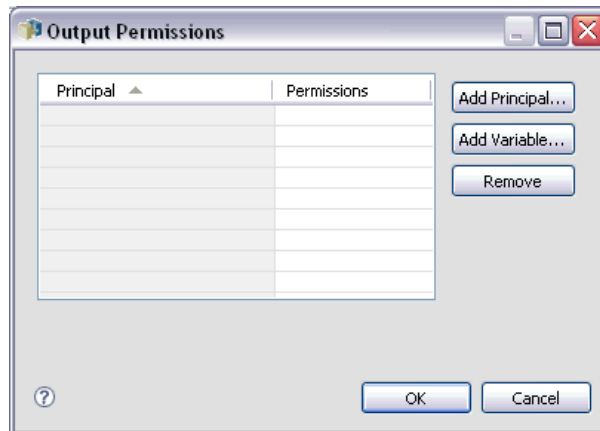 Output Permissions
Principal Permissions
Add Principal...
Add Variable...
Remove
?
OK Cancel